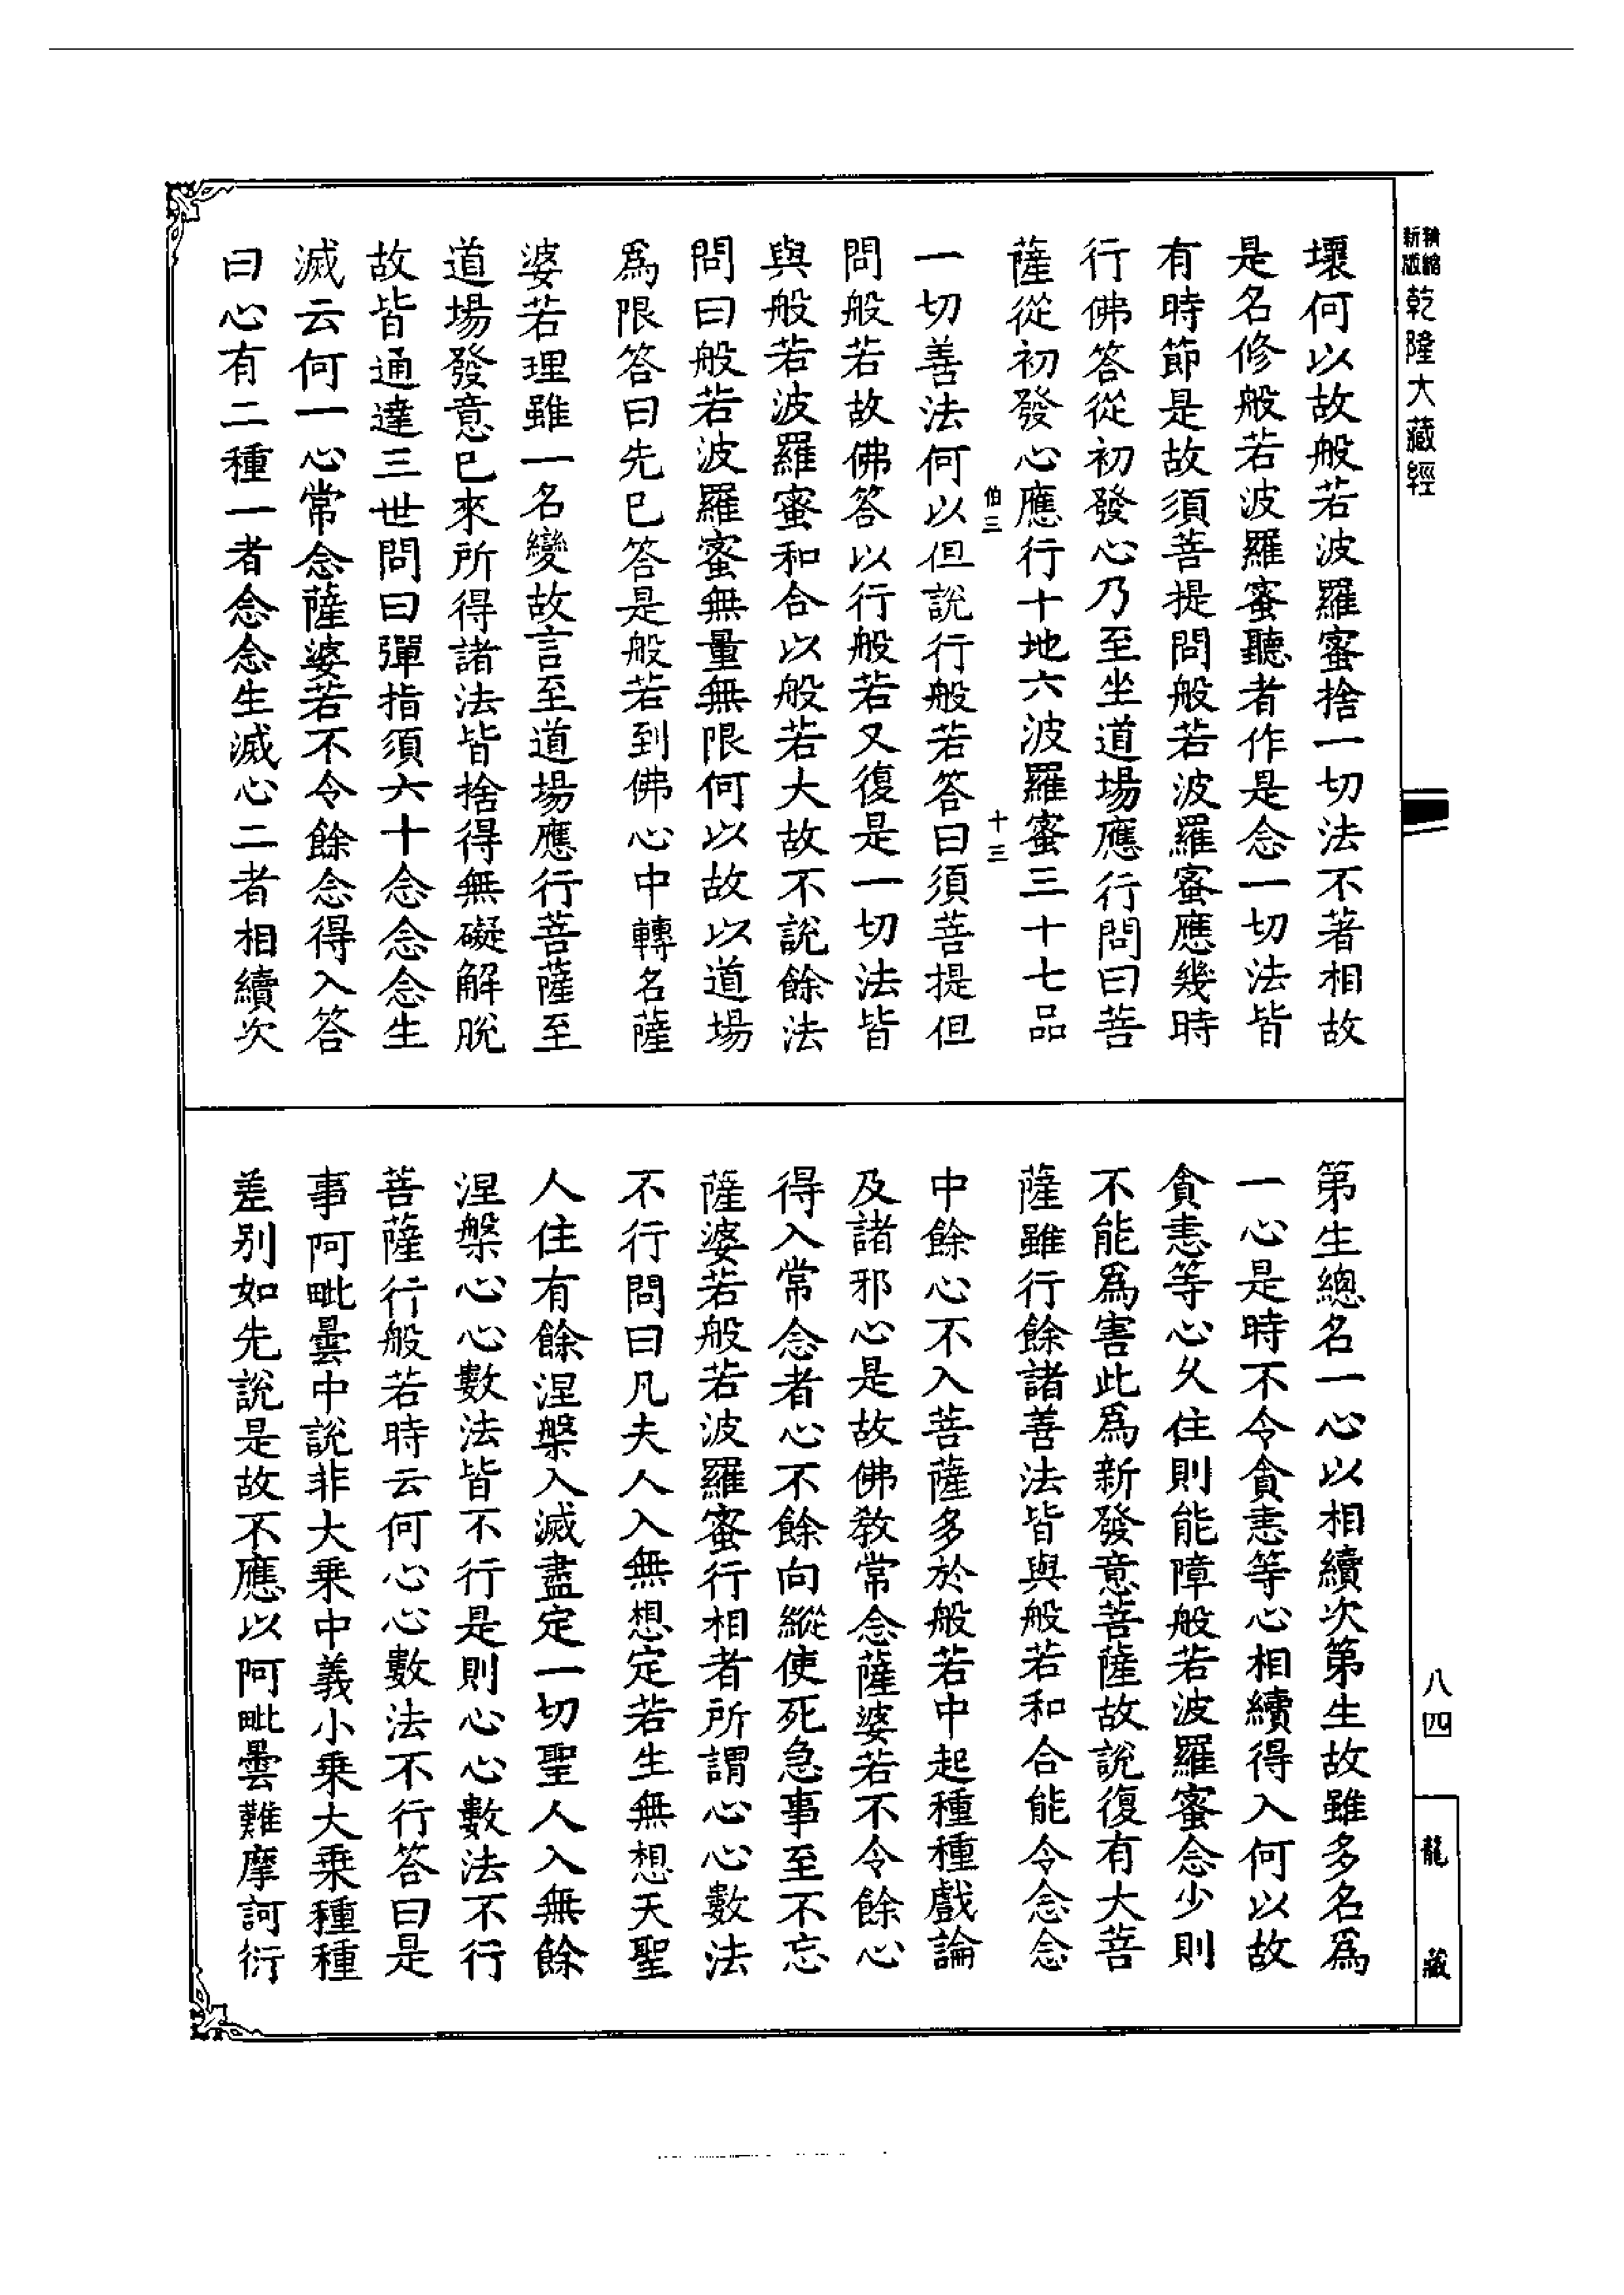 精縮新版乾隆大藏經
壞何以故般若波羅蜜捨一切法不著相故
是名修般若波羅蜜聽者作是念一切法皆
有時節是故須菩提問般若波羅蜜應幾時
行佛答從初發心乃至坐道場應行問曰菩
薩從初發心應行十地六波羅蜜三十七品
伯三 十三
一切善法何以但說行般若答曰須菩提但
問般若故佛答以行般若又復是一切法皆
與般若波羅蜜和合以般若大故不說餘法
問曰般若波羅蜜無量無限何以故以道場
爲限答曰先已答是般若到佛心中轉名薩
婆若理雖一名變故言至道場應行菩薩至
道場發意已來所得諸法皆捨得無礙解脫
故皆通達三世問曰彈指須六十念念念生
滅云何一心常念薩婆若不令餘念得入答
曰心有二種一者念念生滅心二者相續次
第生總名一心以相續次第生故雖多名爲
一心是時不令貪恚等心相續得入何以故
貪恚等心久住則能障般若波羅蜜念少則
不能爲害此爲新發意菩薩故說復有大菩
薩雖行餘諸善法皆與般若和合能令念念
中餘心不入菩薩多於般若中起種種戲論
及諸邪心是故佛教常念薩婆若不令餘心
得入常念者心不餘向縱使死急事至不忘
薩婆若般若波羅蜜行相者所謂心心數法
不行問曰凡夫人入無想定若生無想天聖
人住有餘涅槃入滅盡定一切聖人入無餘
涅槃心心數法皆不行是則心心數法不行
菩薩行般若時云何心心數法不行答曰是
事阿毗曇中說非大乗中義小乗大乗種種
差別如先說是故不應以阿毗曇難摩訶衍
八四
龍藏